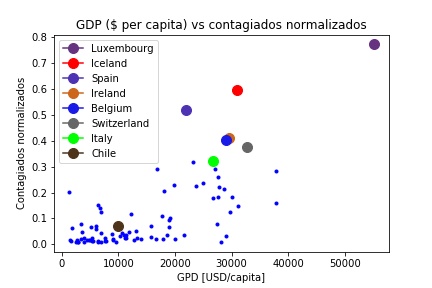 GDP ($ per capita) vs contagiados normalizados
Contagiados normalizados
0.8
0.7
0.6
0.5
0.4
0.3
0.2
0.1
0.0
Luxembourg
Iceland
Spain
Ireland
Belgium
Switzerland
Italy
Chile
0 10000 20000 30000 40000 50000
GPD [USD/capita]